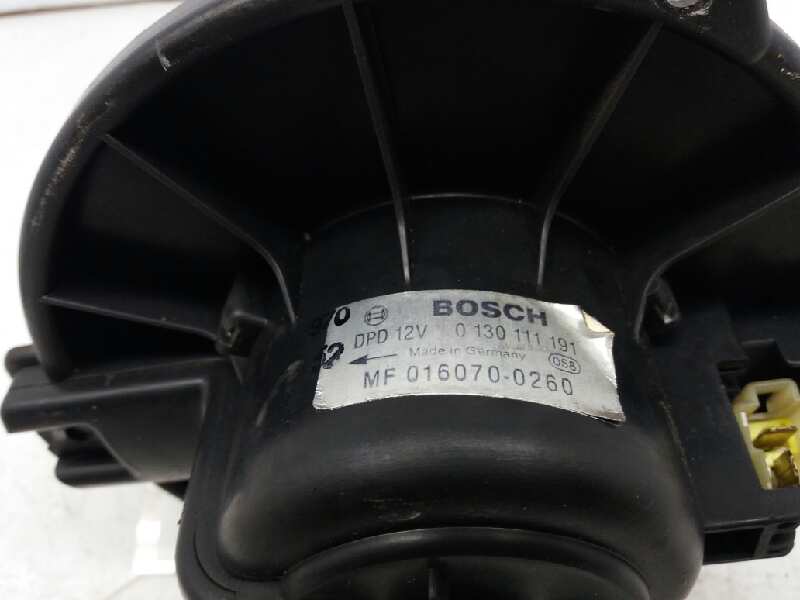 BOSCH
DPD 12V 0 130 111 191
Made in Germany
MF 016070-0260